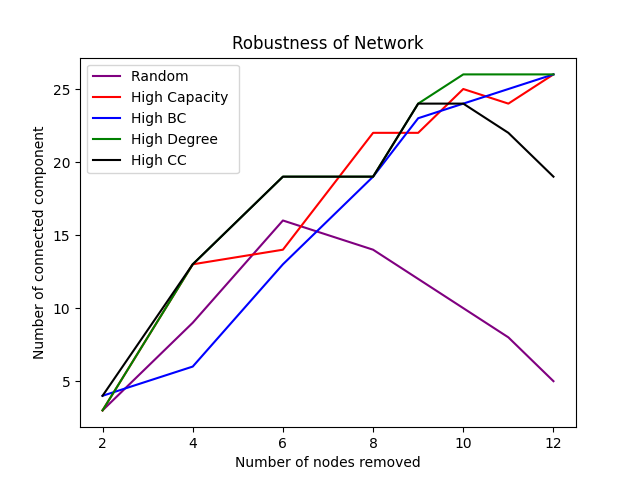 Robustness of Network
Number of connected component
25
20
15
10
5
Random
High Capacity
High BC
High Degree
High CC
2 4 6 8 10 12
Number of nodes removed